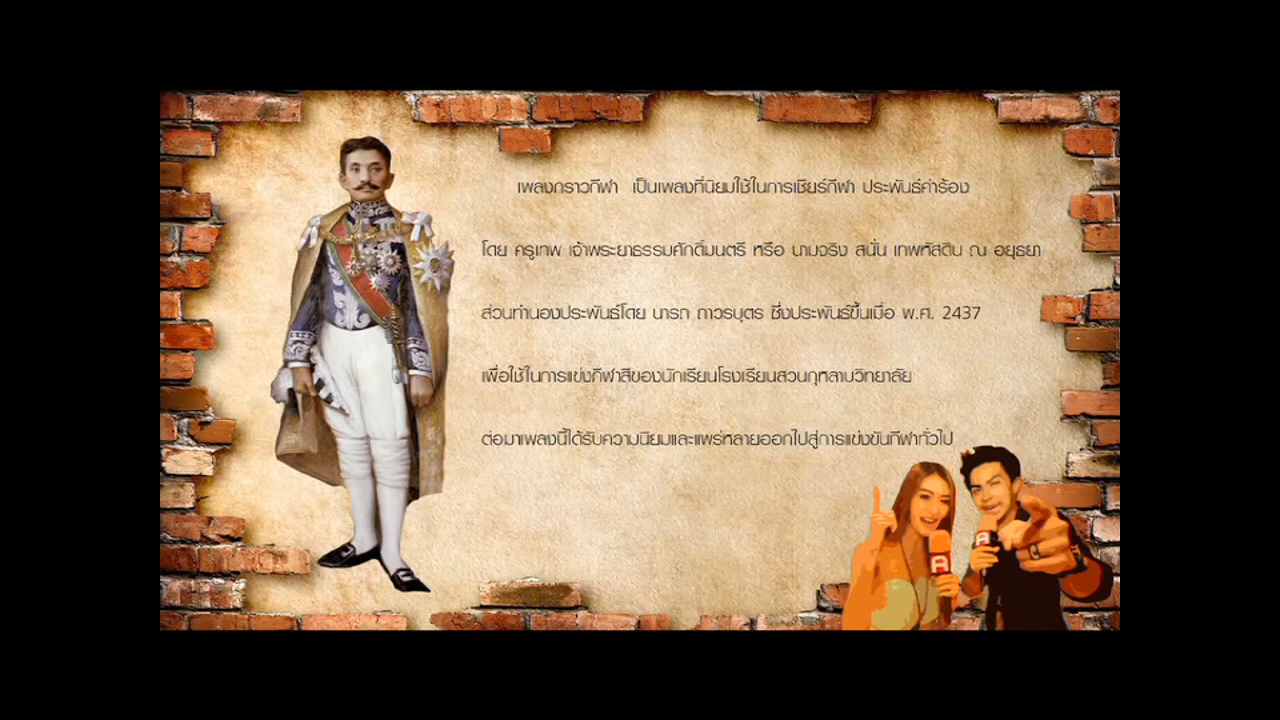 เพลงกราวกีฬา เป็นเพลงที่นิยมใช้ในการเชียร์กีฬา ประพันธ์คำร้อง
โดย ครูเทพ เจ้าพระยาธรรมศักดิ์มนตรี หรือ นามจริง สนั่น เทพหัสดิน ณ อยุธยา
ส่วนทำนองประพันธ์โดย นารถ ถาวรบุตร ซึ่งประพันธ์ขึ้นเมื่อ พ.ศ. 2437
เพื่อใช้ในการแข่งกีฬาสีของนักเรียนโรงเรียนสวนกุหลาบวิทยาลัย
ต่อมาเพลงนี้ได้รับความนิยมและแพร่หลายออกไปสู่การแข่งขันกีฬาทั่วไป
A
A